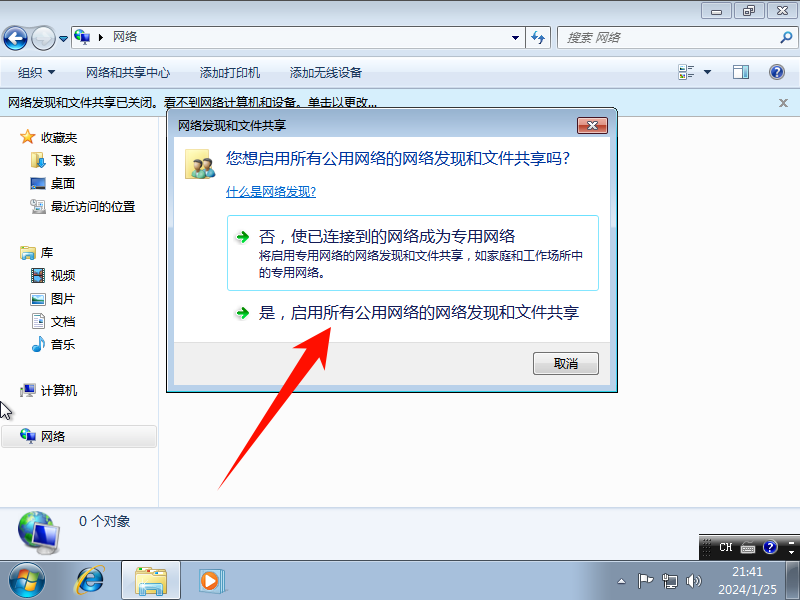 网络
搜索 网络
组织
网络和共享中心
添加打印机
添加无线设备
网络发现和文件共享已关闭。看不到网络计算机和设备。单击以更改...
收藏夹
下载
桌面
最近访问的位置
库
视频
图片
文档
音乐
计算机
网络
网络发现和文件共享
您想启用所有公用网络的网络发现和文件共享吗?
什么是网络发现?
否，使已连接到的网络成为专用网络
将启用专用网络的网络发现和文件共享，如家庭和工作场所中
的专用网络。
是，启用所有公用网络的网络发现和文件共享
取消
0 个对象
CH
21:41
2024/1/25